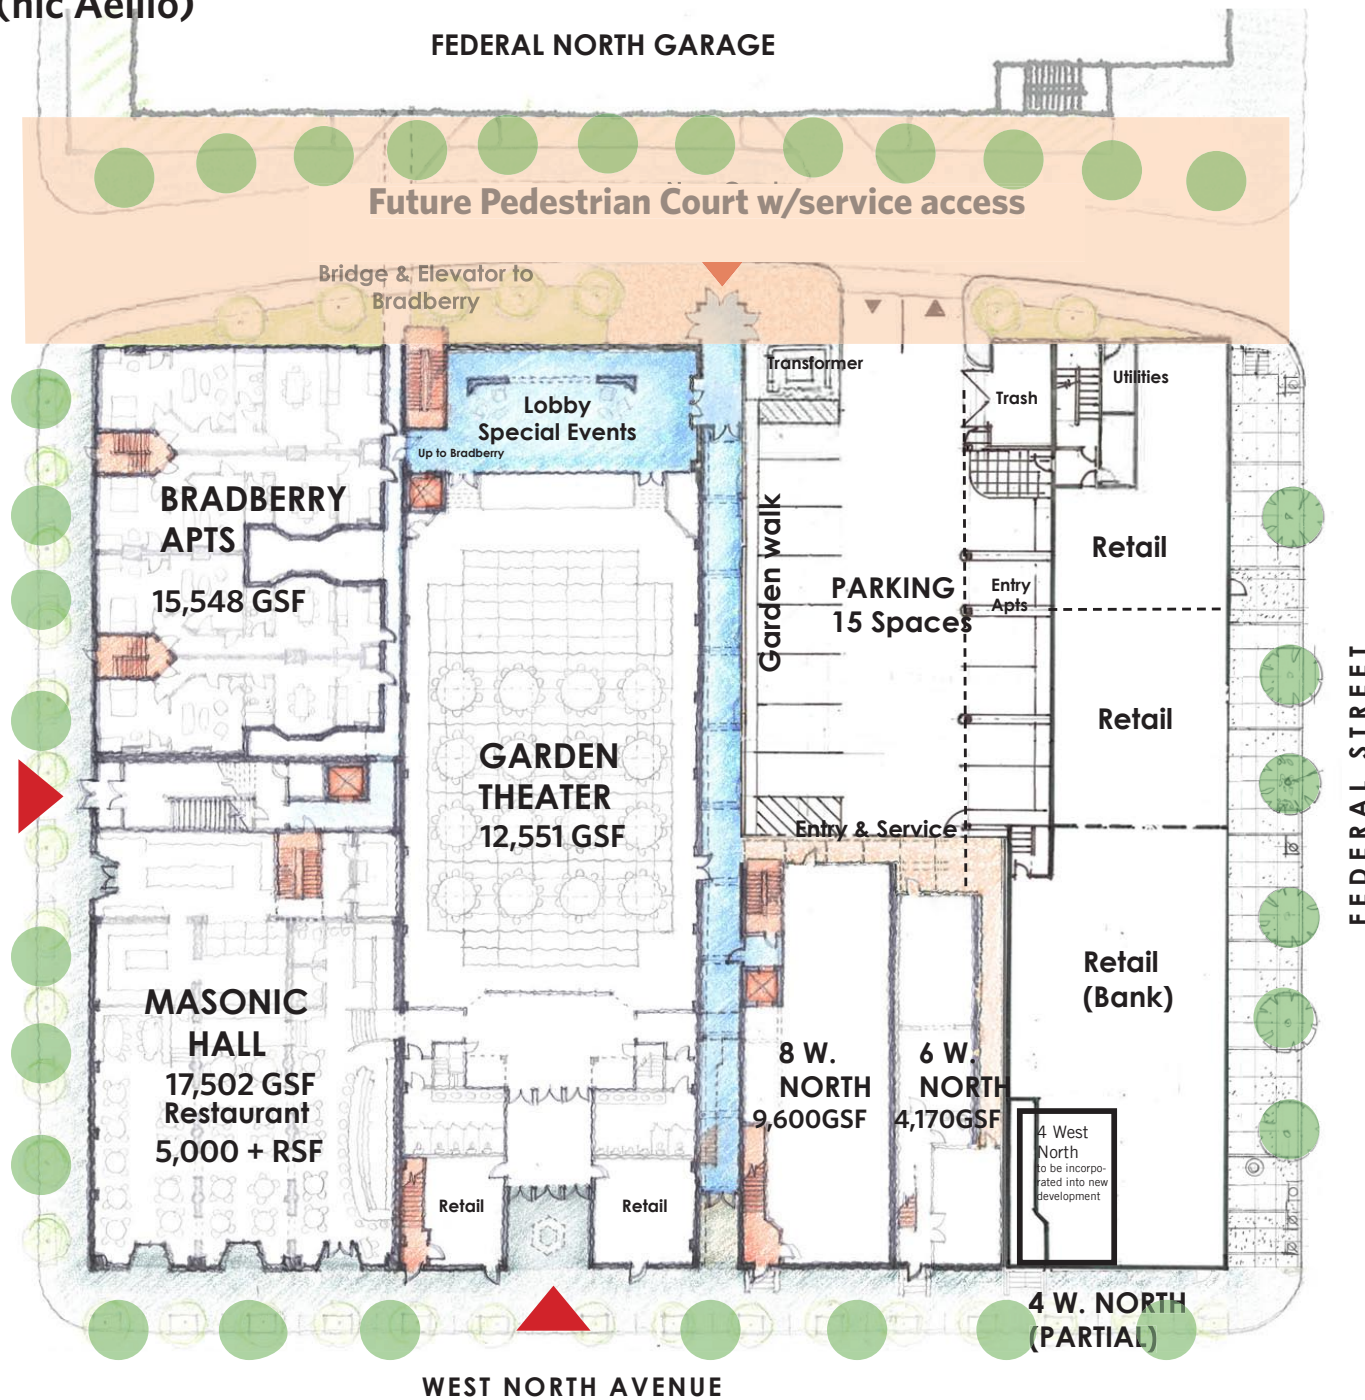 (nic Aeillo)
FEDERAL NORTH GARAGE
Future Pedestrian Court w/service access
Bridge & Elevator to
Bradberry
Transformer
Trash
Utilities
Lobby
Special Events
Up to Bradberry
BRADBERRY
APTS
15,548 GSF
Garden walk
PARKING
15 Spaces
Entry
Apts
Retail
Retail
FEDERAL STREET
GARDEN
THEATER
12,551 GSF
Entry & Service
Retail
(Bank)
MASONIC
HALL
17,502 GSF
Restaurant
5,000 + RSF
8 W.
NORTH
9,600GSF
6 W.
NORTH
4,170GSF
4 West
North
to be incorpo-
rated into new
development
Retail
Retail
4 W. NORTH
(PARTIAL)
WEST NORTH AVENUE